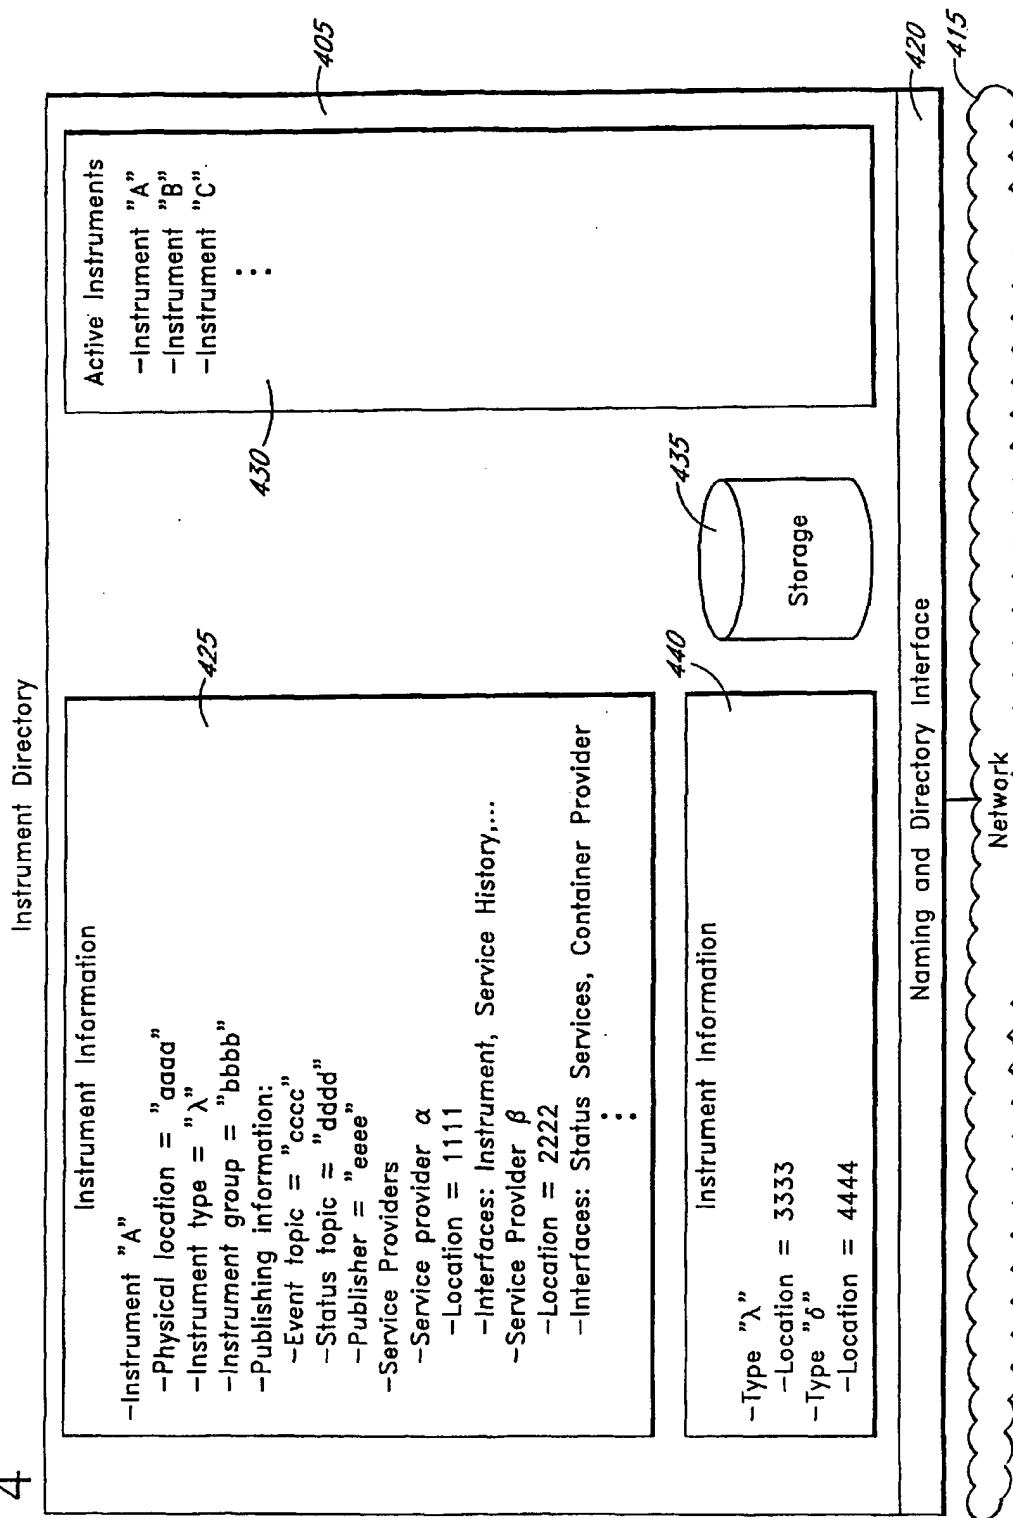 4
Instrument Directory
Instrument Information
–Instrument "A"
–Physical location = "aaaa"
–Instrument type = "λ"
–Instrument group = "bbbb"
–Publishing information:
–Event topic = "cccc"
–Status topic = "dddd"
–Publisher = "eeee"
–Service Providers
–Service provider α
–Location = 1111
–Interfaces: Instrument, Service History,...
–Service Provider β
–Location = 2222
–Interfaces: Status Services, Container Provider
⋮
425
Active Instruments
–Instrument "A"
–Instrument "B"
–Instrument "C"
⋮
430
405
Instrument Information
–Type "λ"
–Location = 3333
–Type "δ"
–Location = 4444
440
Storage
435
Naming and Directory Interface
420
Network
415